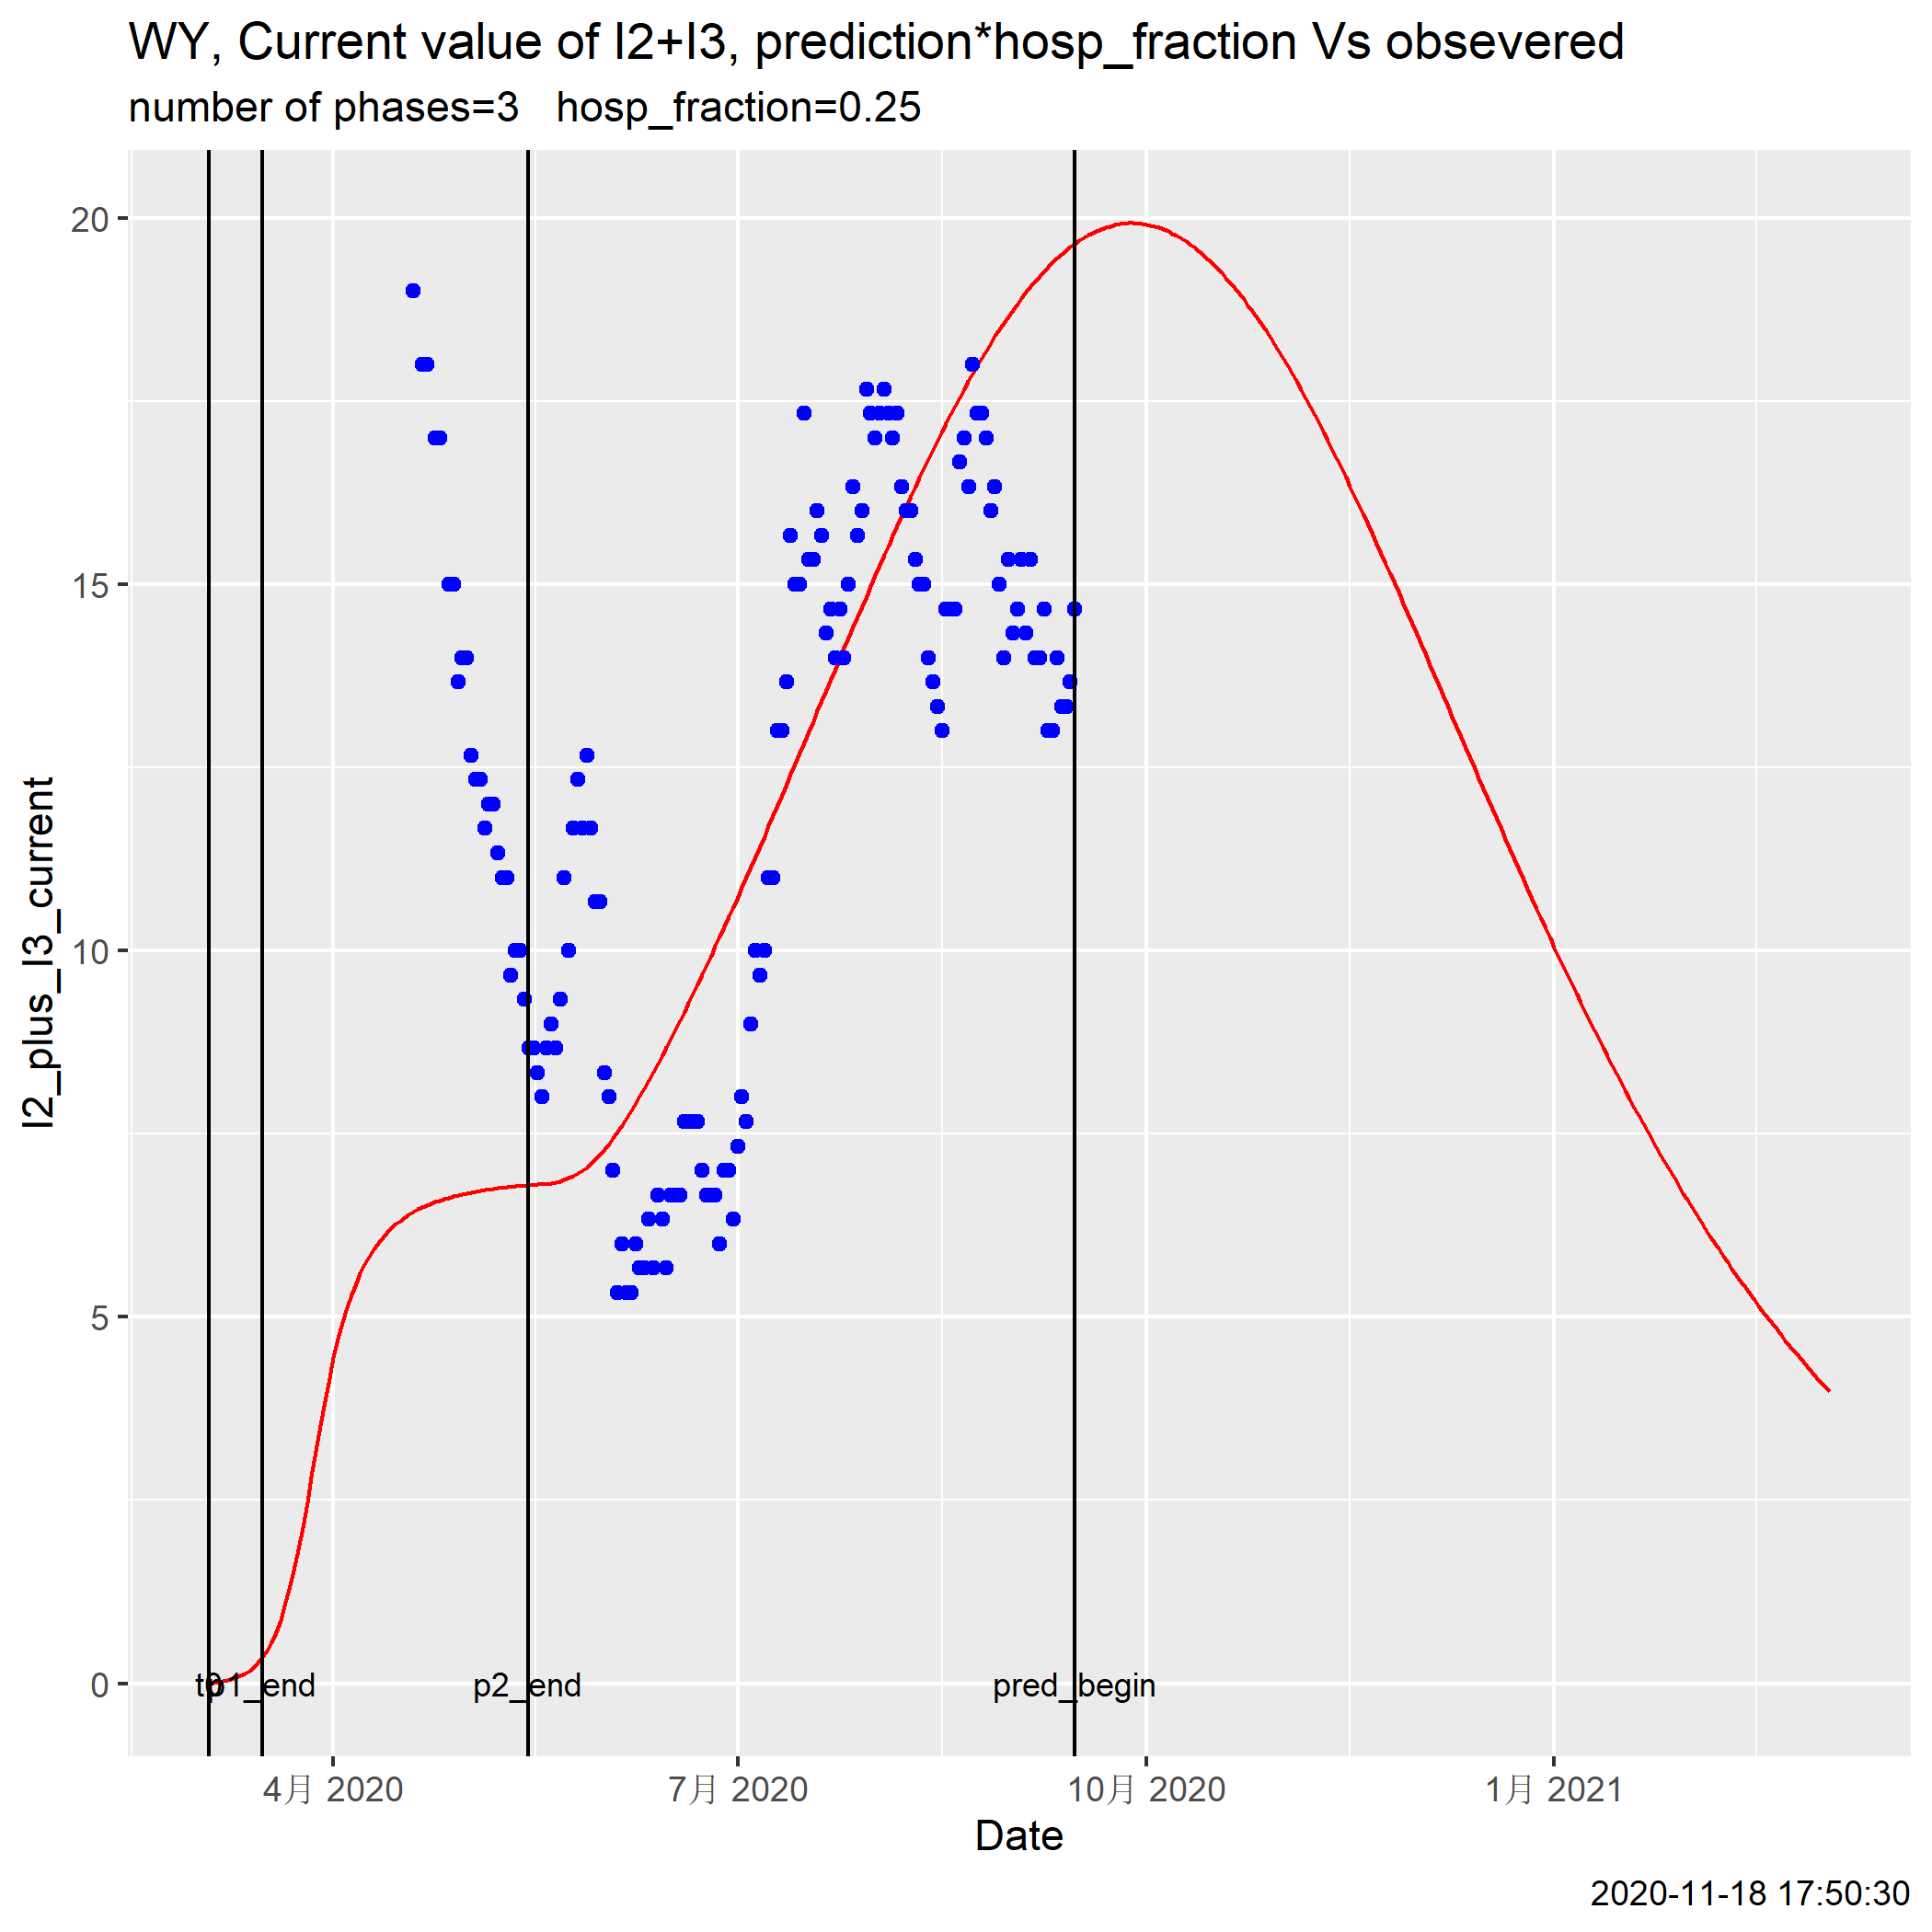 WY, Current value of I2+I3, prediction*hosp_fraction Vs obsevered
number of phases=3   hosp_fraction=0.25
I2_plus_I3_current
20
15
10
5
0
t0
p1_end
p2_end
pred_begin
4月 2020
7月 2020
10月 2020
1月 2021
Date
2020-11-18 17:50:30